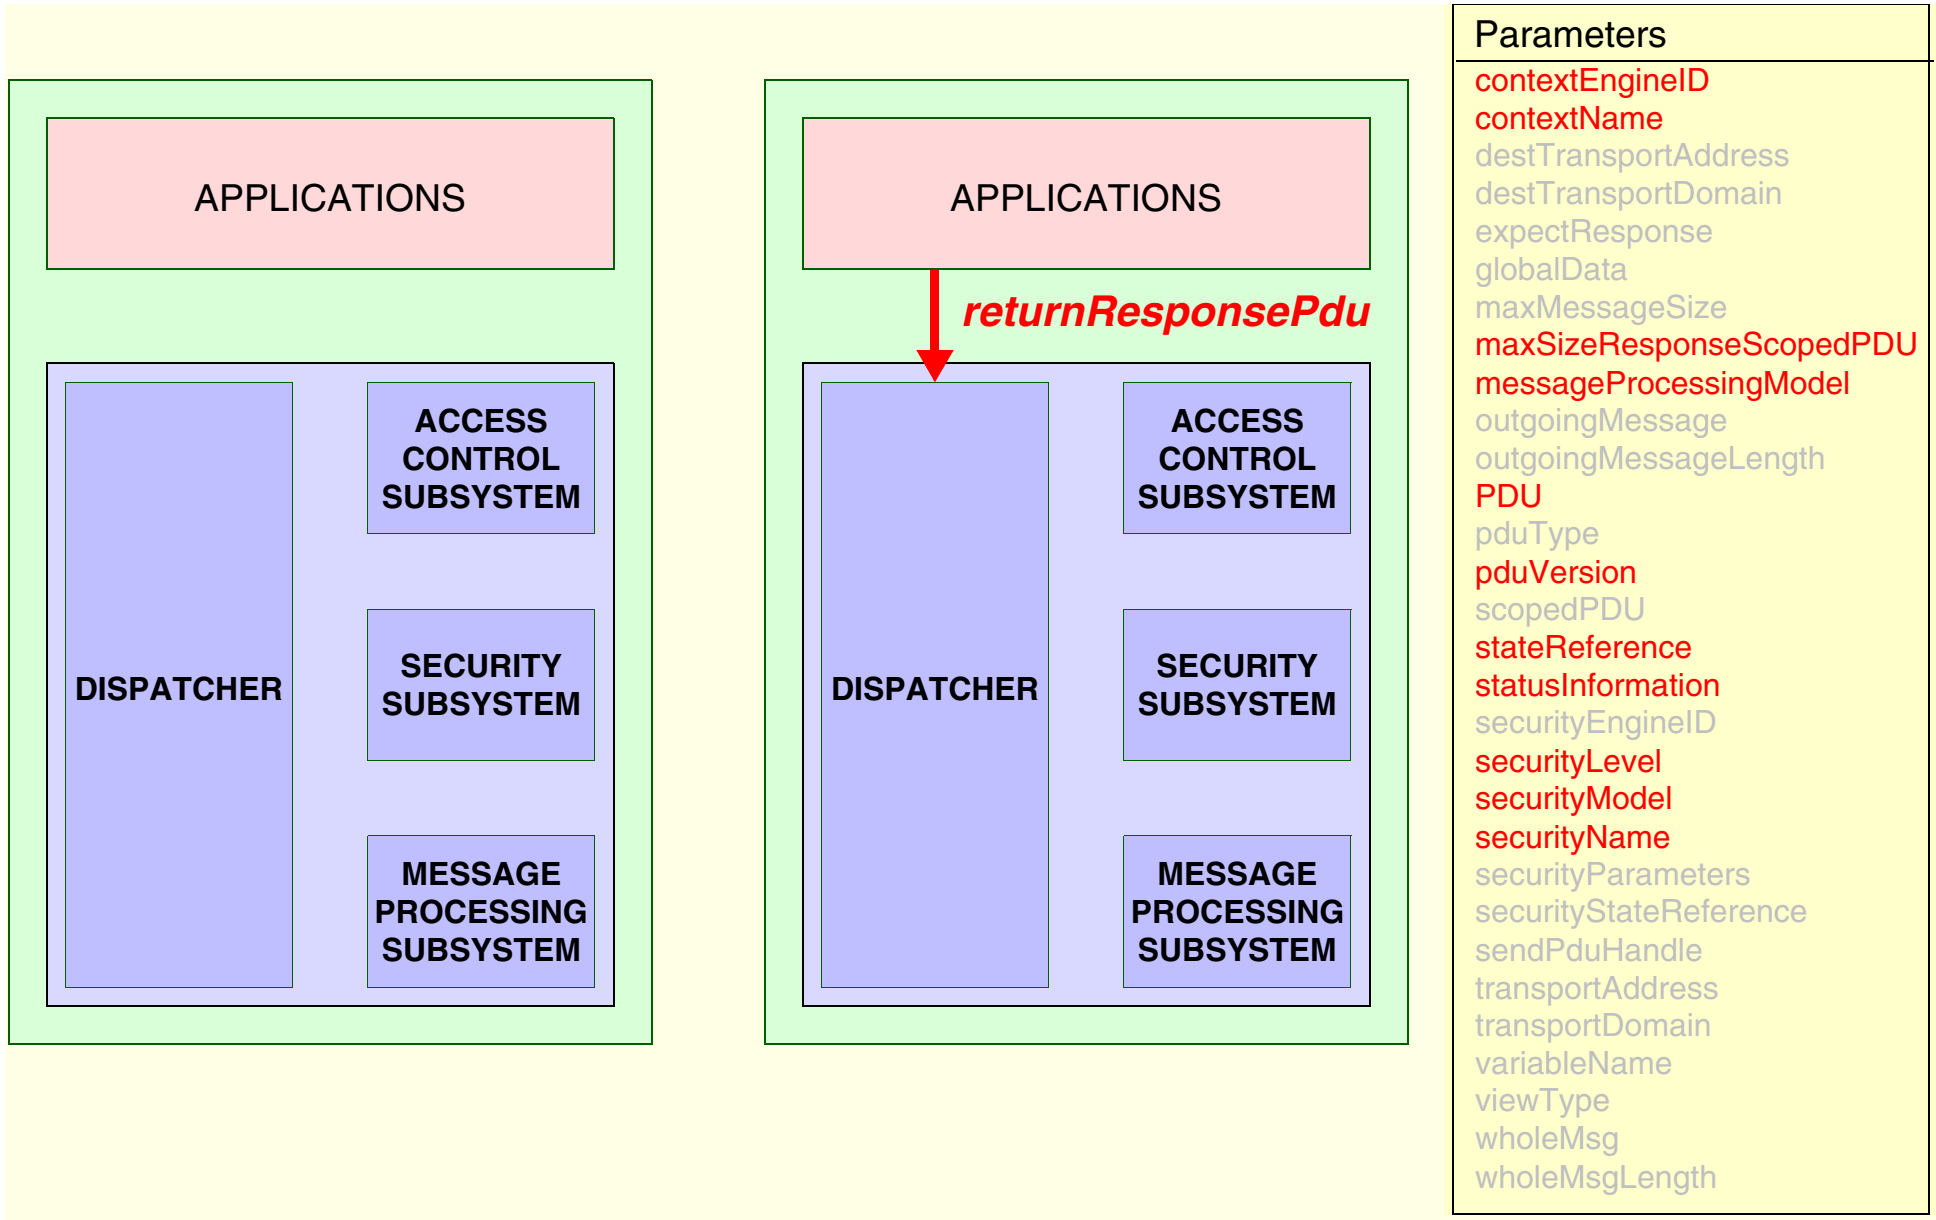 APPLICATIONS
DISPATCHER
ACCESS
CONTROL
SUBSYSTEM
SECURITY
SUBSYSTEM
MESSAGE
PROCESSING
SUBSYSTEM
APPLICATIONS
returnResponsePdu
DISPATCHER
ACCESS
CONTROL
SUBSYSTEM
SECURITY
SUBSYSTEM
MESSAGE
PROCESSING
SUBSYSTEM
Parameters
contextEngineID
contextName
destTransportAddress
destTransportDomain
expectResponse
globalData
maxMessageSize
maxSizeResponseScopedPDU
messageProcessingModel
outgoingMessage
outgoingMessageLength
PDU
pduType
pduVersion
scopedPDU
stateReference
statusInformation
securityEngineID
securityLevel
securityModel
securityName
securityParameters
securityStateReference
sendPduHandle
transportAddress
transportDomain
variableName
viewType
wholeMsg
wholeMsgLength